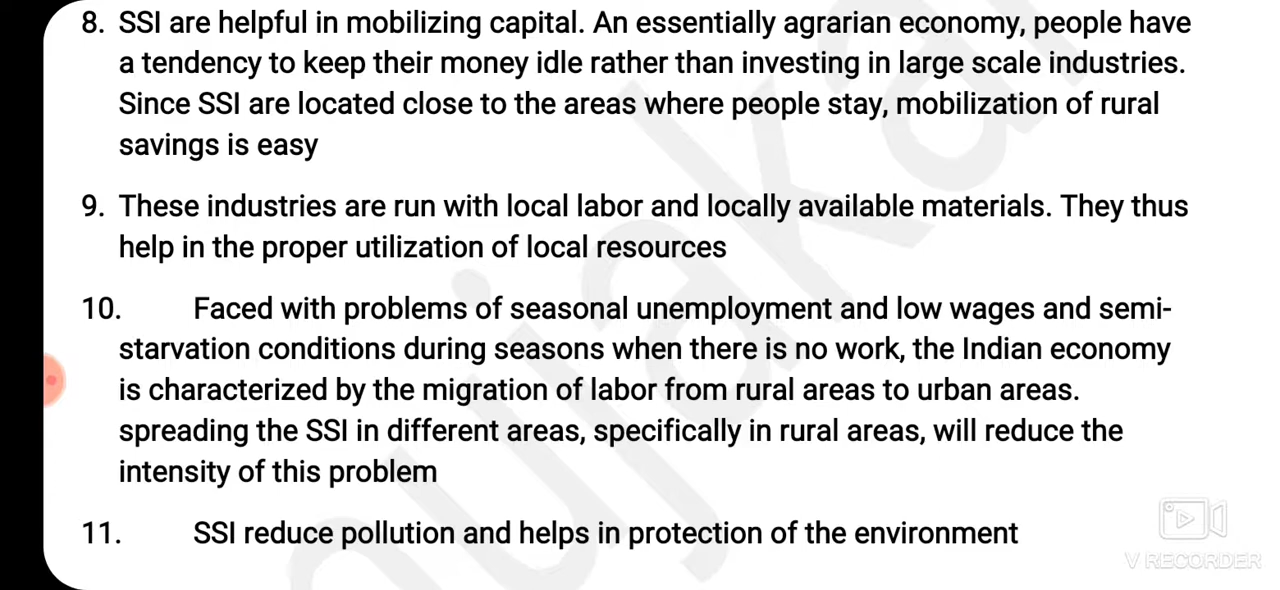 8. SSI are helpful in mobilizing capital. An essentially agrarian economy, people have
a tendency to keep their money idle rather than investing in large scale industries.
Since SSI are located close to the areas where people stay, mobilization of rural
savings is easy
9. These industries are run with local labor and locally available materials. They thus
help in the proper utilization of local resources
10. Faced with problems of seasonal unemployment and low wages and semi-
starvation conditions during seasons when there is no work, the Indian economy
is characterized by the migration of labor from rural areas to urban areas.
spreading the SSI in different areas, specifically in rural areas, will reduce the
intensity of this problem
11. SSI reduce pollution and helps in protection of the environment
V RECORDER